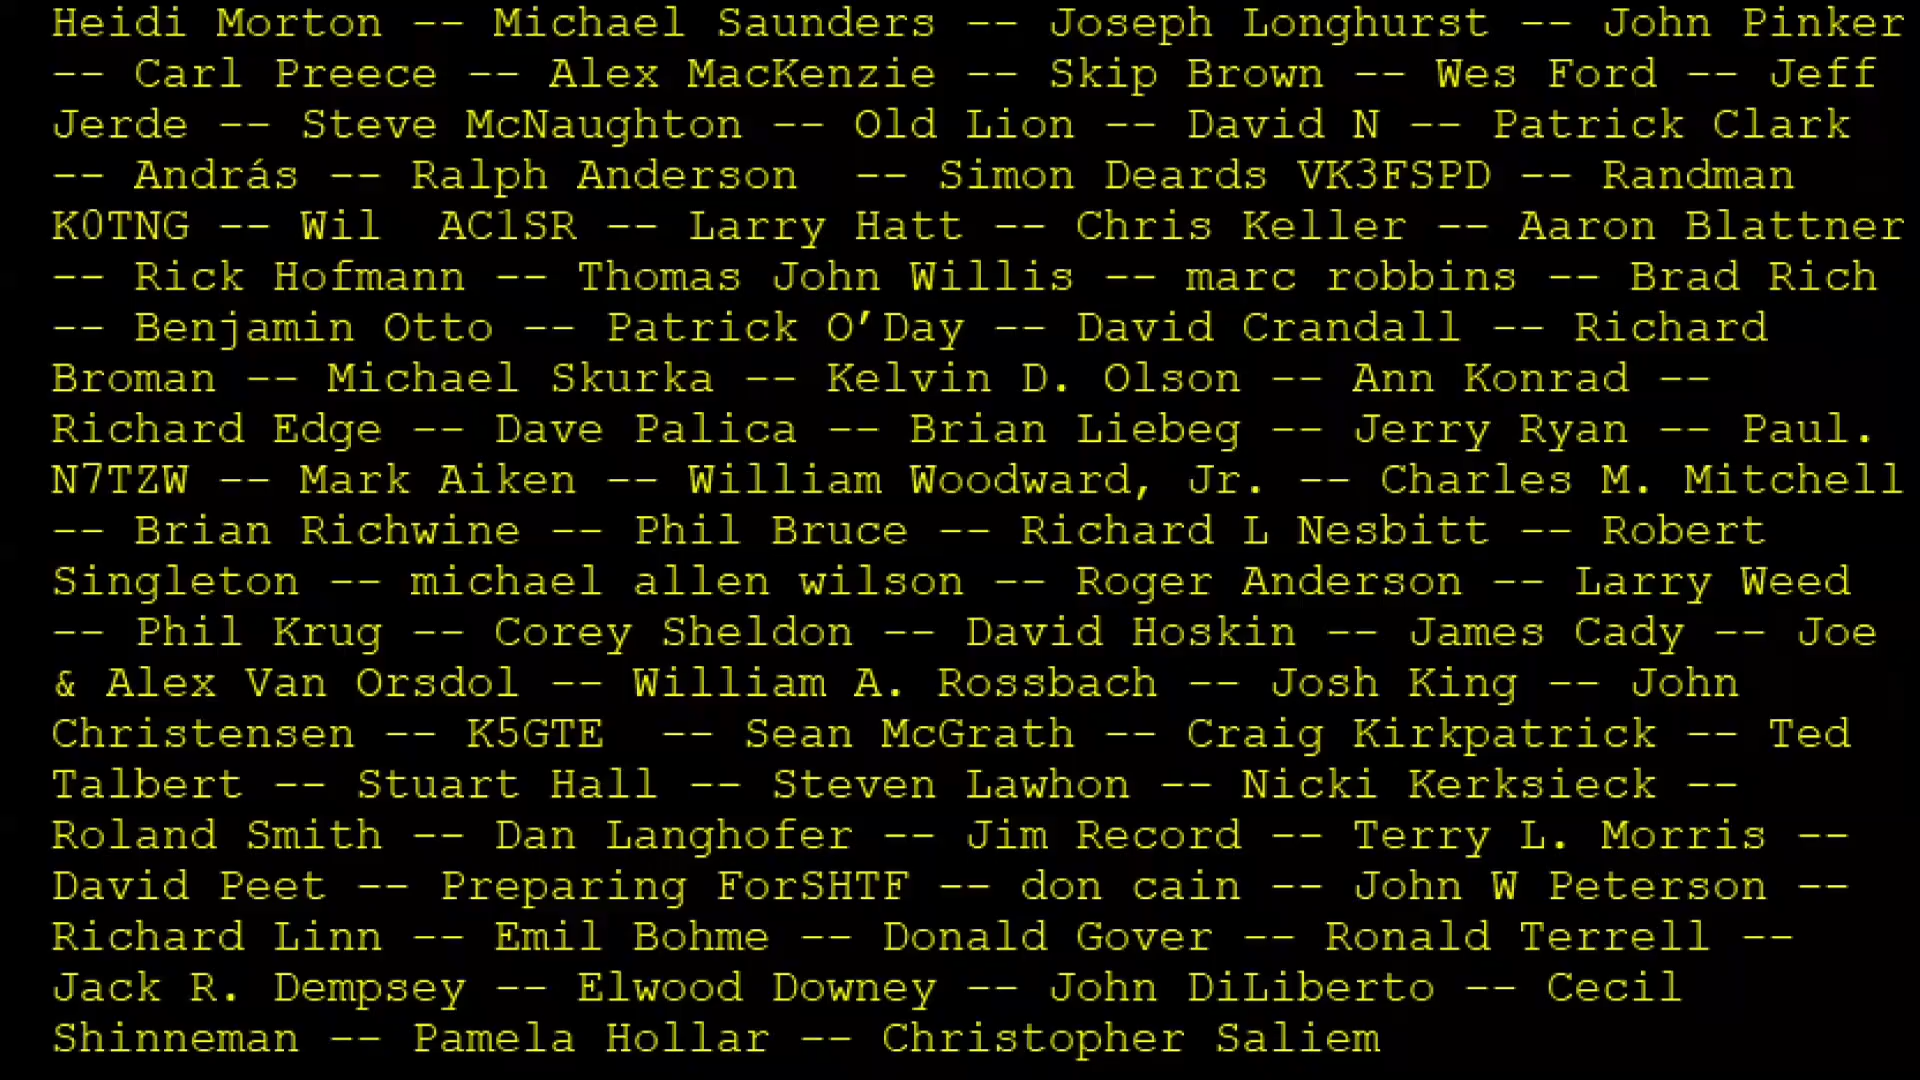 Heidi Morton -- Michael Saunders -- Joseph Longhurst -- John Pinker
-- Carl Preece -- Alex MacKenzie -- Skip Brown -- Wes Ford -- Jeff
Jerde -- Steve McNaughton -- Old Lion -- David N -- Patrick Clark
-- András -- Ralph Anderson  -- Simon Deards VK3FSPD -- Randman
K0TNG -- Wil  AC1SR -- Larry Hatt -- Chris Keller -- Aaron Blattner
-- Rick Hofmann -- Thomas John Willis -- marc robbins -- Brad Rich
-- Benjamin Otto -- Patrick O’Day -- David Crandall -- Richard
Broman -- Michael Skurka -- Kelvin D. Olson -- Ann Konrad --
Richard Edge -- Dave Palica -- Brian Liebeg -- Jerry Ryan -- Paul.
N7TZW -- Mark Aiken -- William Woodward, Jr. -- Charles M. Mitchell
-- Brian Richwine -- Phil Bruce -- Richard L Nesbitt -- Robert
Singleton -- michael allen wilson -- Roger Anderson -- Larry Weed
-- Phil Krug -- Corey Sheldon -- David Hoskin -- James Cady -- Joe
& Alex Van Orsdol -- William A. Rossbach -- Josh King -- John
Christensen -- K5GTE  -- Sean McGrath -- Craig Kirkpatrick -- Ted
Talbert -- Stuart Hall -- Steven Lawhon -- Nicki Kerksieck --
Roland Smith -- Dan Langhofer -- Jim Record -- Terry L. Morris --
David Peet -- Preparing ForSHTF -- don cain -- John W Peterson --
Richard Linn -- Emil Bohme -- Donald Gover -- Ronald Terrell --
Jack R. Dempsey -- Elwood Downey -- John DiLiberto -- Cecil
Shinneman -- Pamela Hollar -- Christopher Saliem